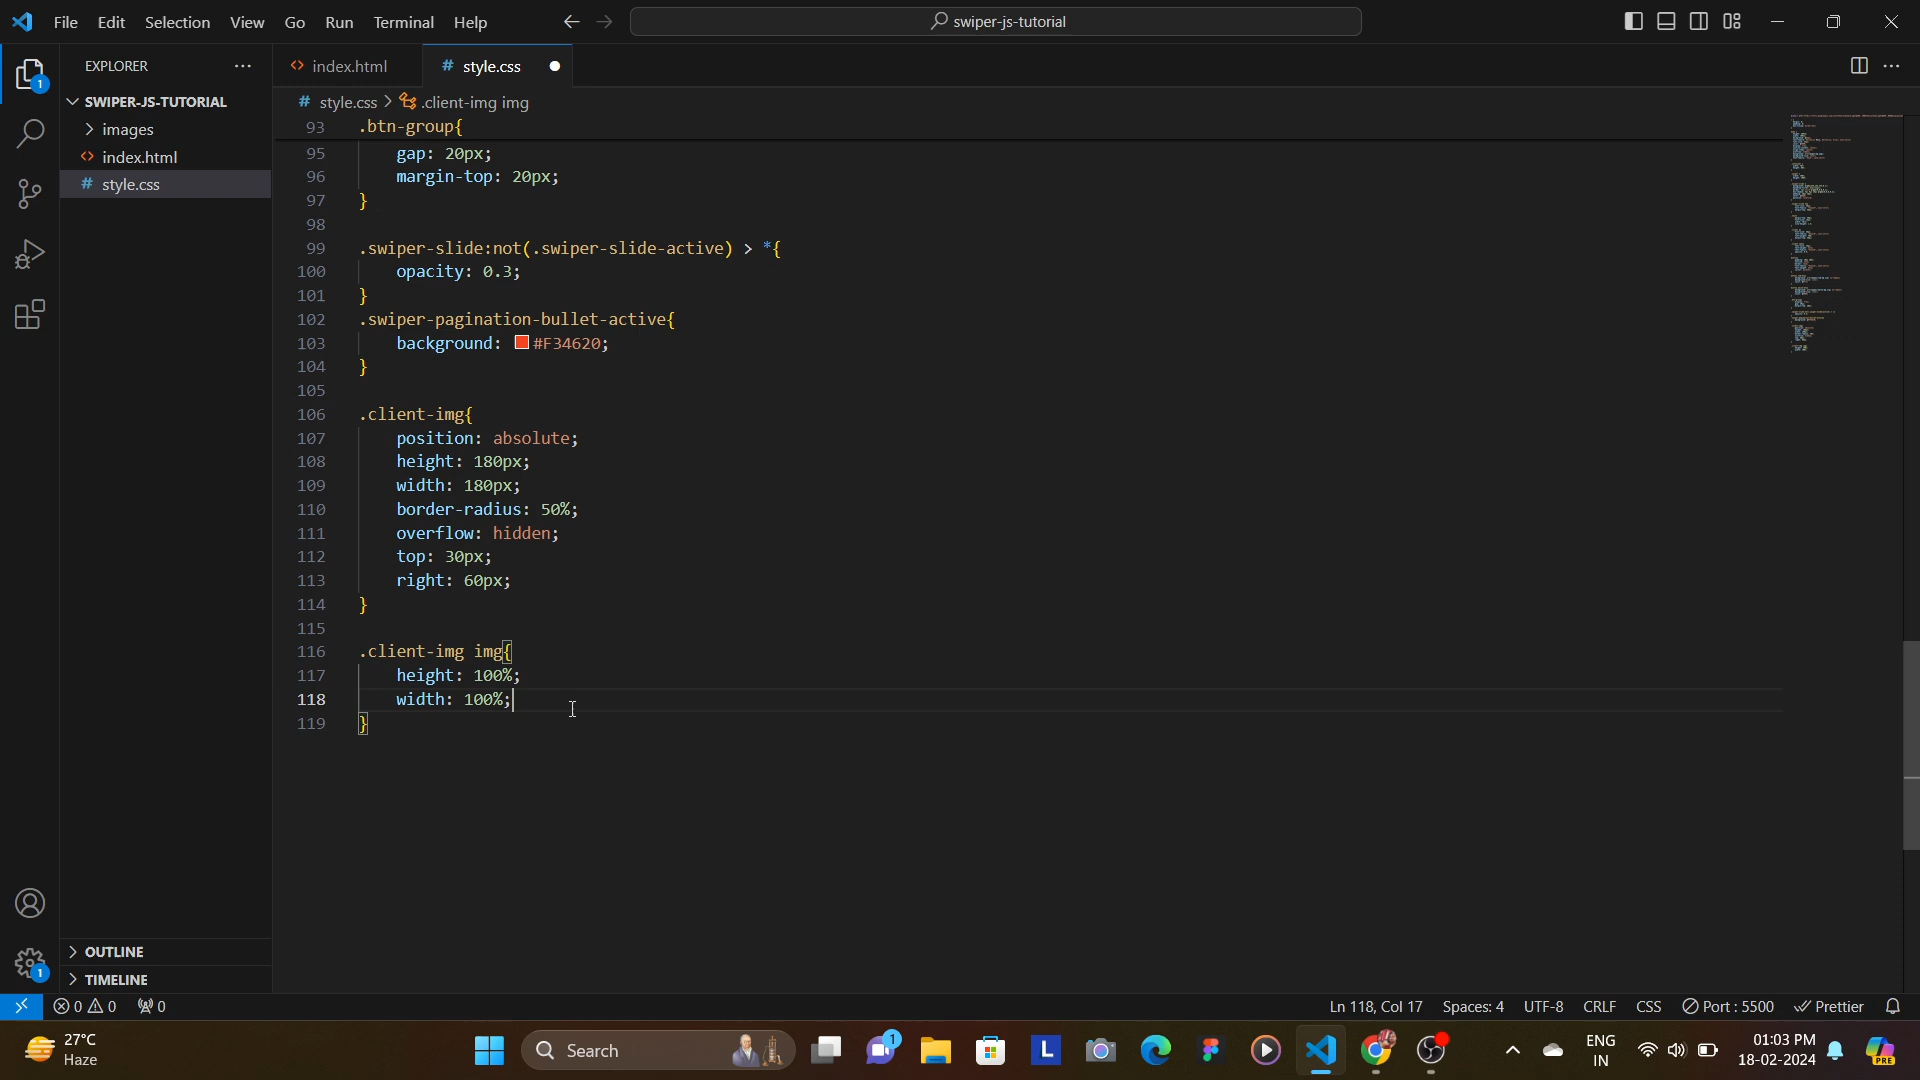 File Edit Selection View Go Run Terminal Help
swiper-js-tutorial
EXPLORER
SWIPER-JS-TUTORIAL
images
index.html
style.css
index.html
# style.css
# style.css > .client-img img
93 .btn-group{
95 gap: 20px;
96 margin-top: 20px;
97 }
98
99 .swiper-slide:not(.swiper-slide-active) > *{
100 opacity: 0.3;
101 }
102 .swiper-pagination-bullet-active{
103 background: #F34620;
104 }
105
106 .client-img{
107 position: absolute;
108 height: 180px;
109 width: 180px;
110 border-radius: 50%;
111 overflow: hidden;
112 top: 30px;
113 right: 60px;
114 }
115
116 .client-img img{
117 height: 100%;
118 width: 100%;
119 }
OUTLINE
TIMELINE
0 0 0
Ln 118, Col 17 Spaces: 4 UTF-8 CRLF CSS Port : 5500 Prettier
27°C
Haze
Search
ENG
IN
01:03 PM
18-02-2024